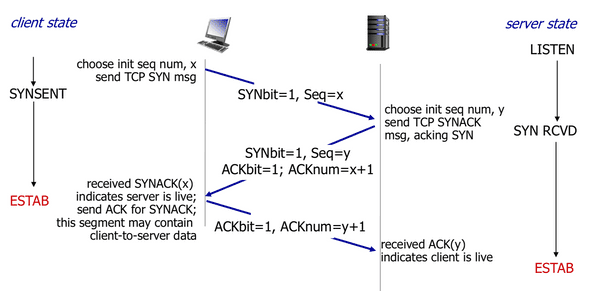 client state
server state
LISTEN
choose init seq num, x
send TCP SYN msg
SYNSENT
SYNbit=1, Seq=x
choose init seq num, y
send TCP SYNACK
msg, acking SYN
SYN RCVD
SYNbit=1, Seq=y
ACKbit=1; ACKnum=x+1
received SYNACK(x)
indicates server is live;
send ACK for SYNACK;
this segment may contain
client-to-server data
ESTAB
ACKbit=1, ACKnum=y+1
received ACK(y)
indicates client is live
ESTAB